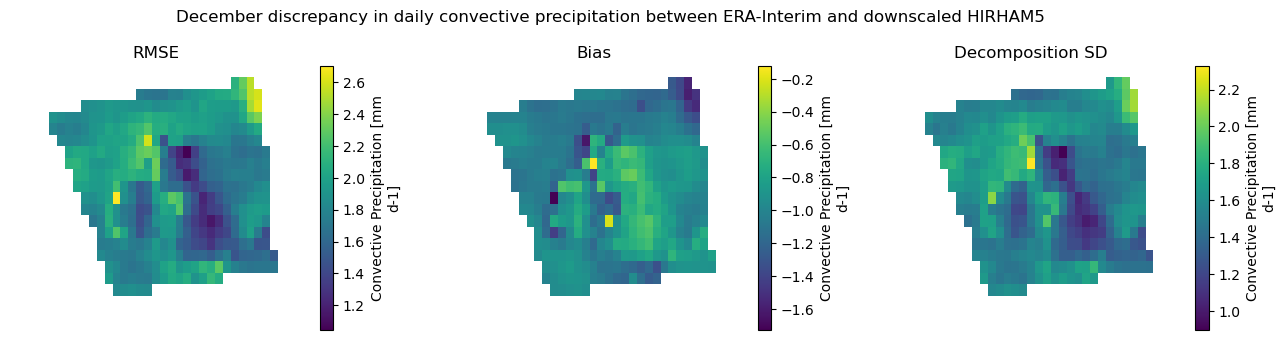 December discrepancy in daily convective precipitation between ERA-Interim and downscaled HIRHAM5
RMSE
2.6
2.4
2.2
2.0
1.8
1.6
1.4
1.2
Convective Precipitation [mm
d-1]
Bias
−0.2
−0.4
−0.6
−0.8
−1.0
−1.2
−1.4
−1.6
Convective Precipitation [mm
d-1]
Decomposition SD
2.2
2.0
1.8
1.6
1.4
1.2
1.0
Convective Precipitation [mm
d-1]